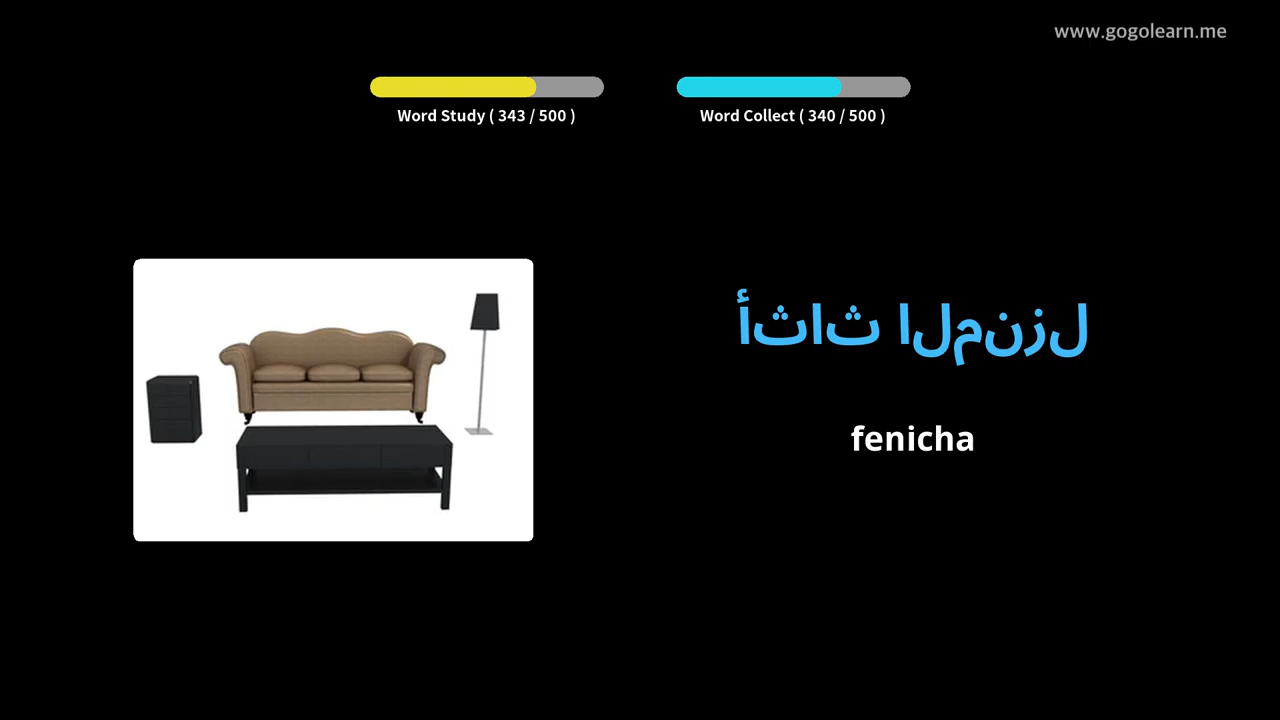 www.gogolearn.me
Word Study ( 343 / 500 )
Word Collect ( 340 / 500 )
أثاث المنزل
fenicha